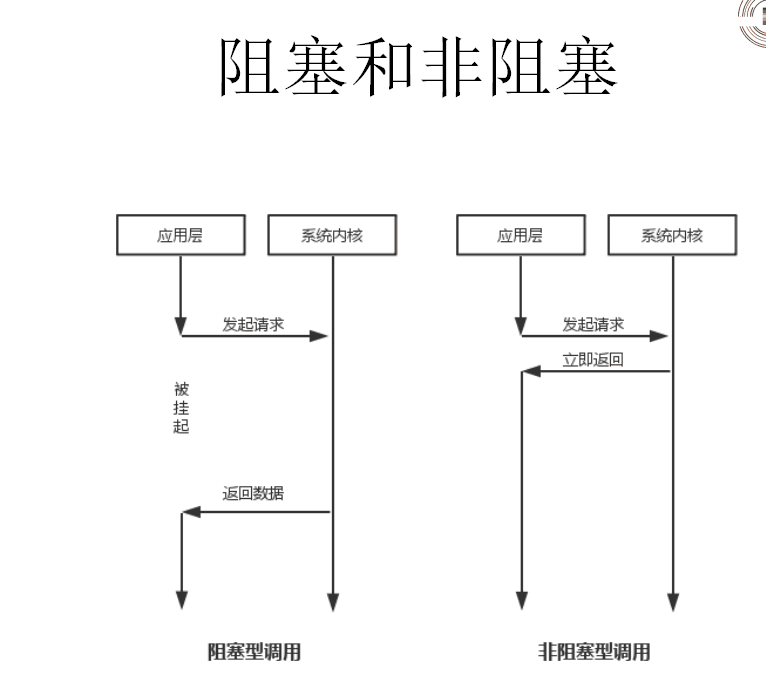 阻塞和非阻塞
应用层
系统内核
应用层
系统内核
发起请求
发起请求
立即返回
被
挂
起
返回数据
阻塞型调用
非阻塞型调用